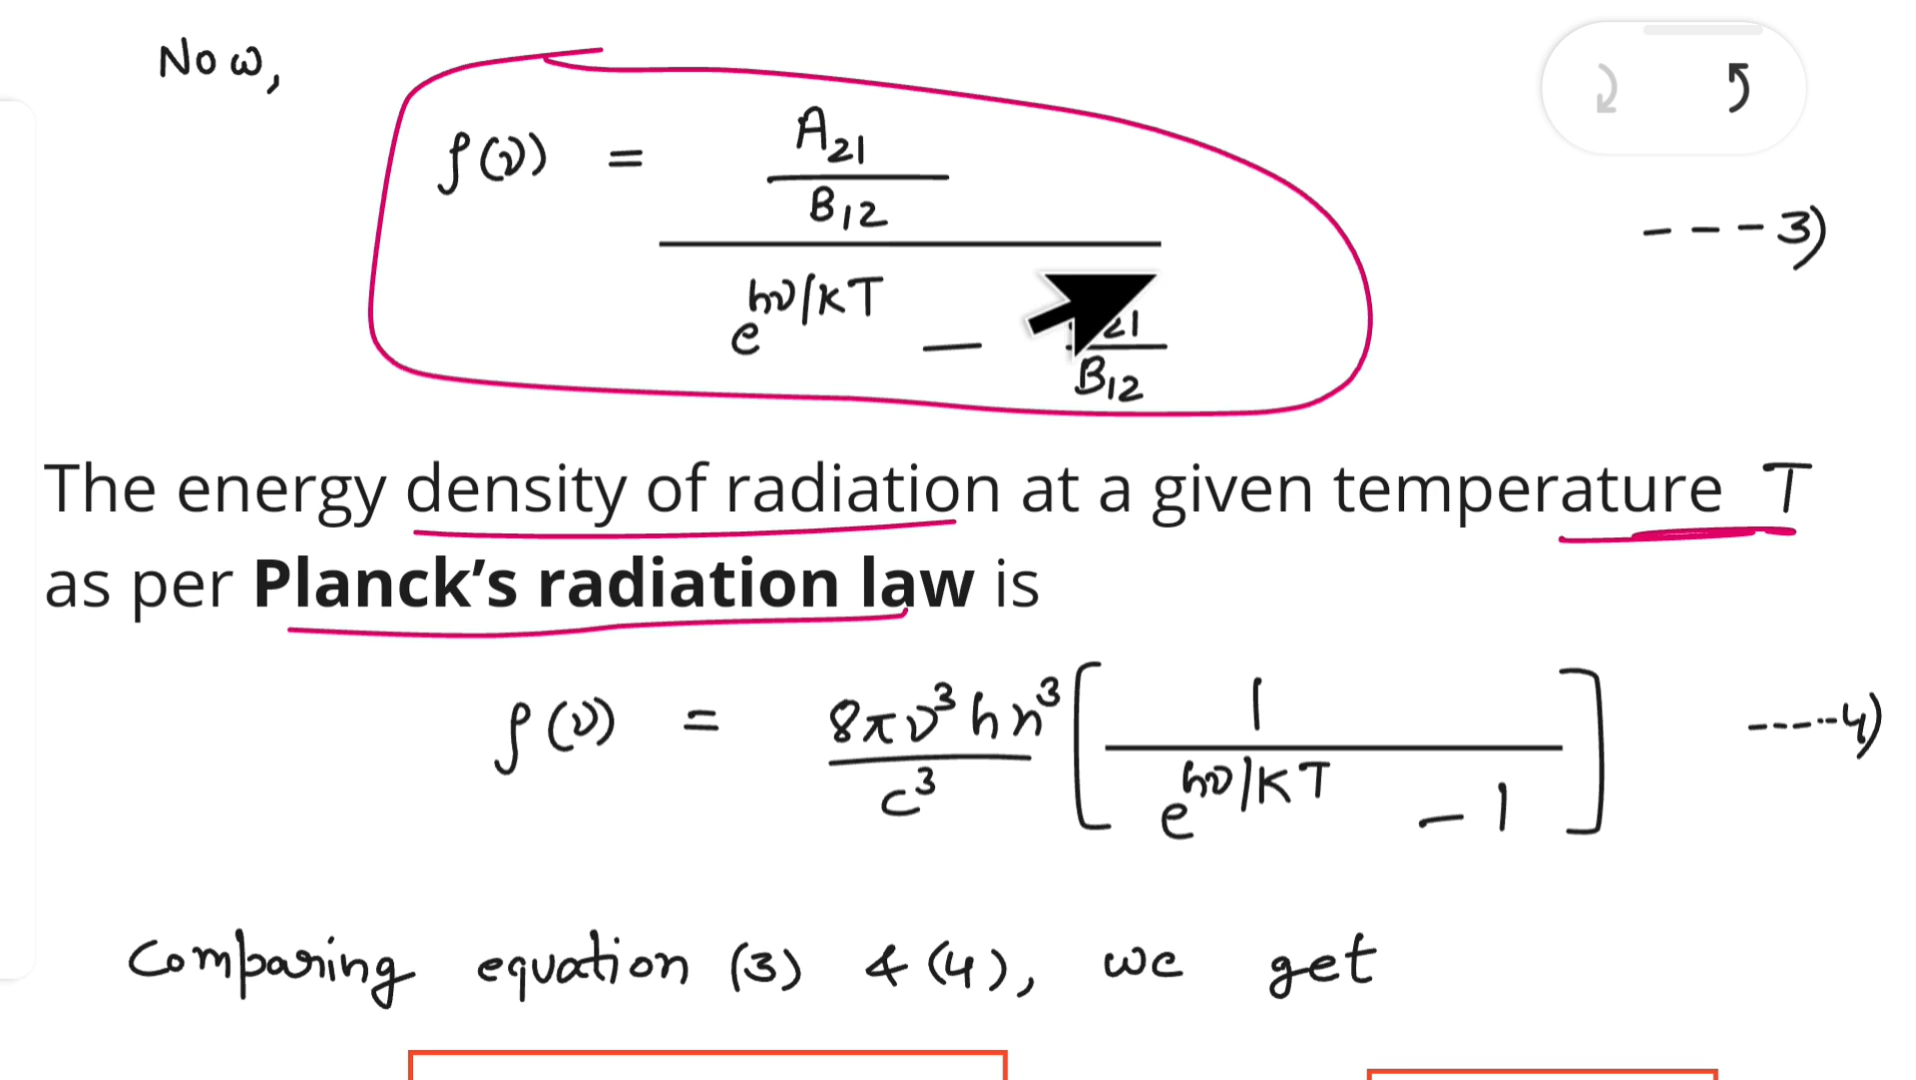 Now,
ρ(ν) = A21
B12
e hν/KT – 21
B12
---3)
The energy density of radiation at a given temperature T
as per Planck’s radiation law is
ρ(ν) = 8πν³hn³ [ 1 ] -----4)
c³ e hν/KT – 1
Comparing equation (3) & (4), we get